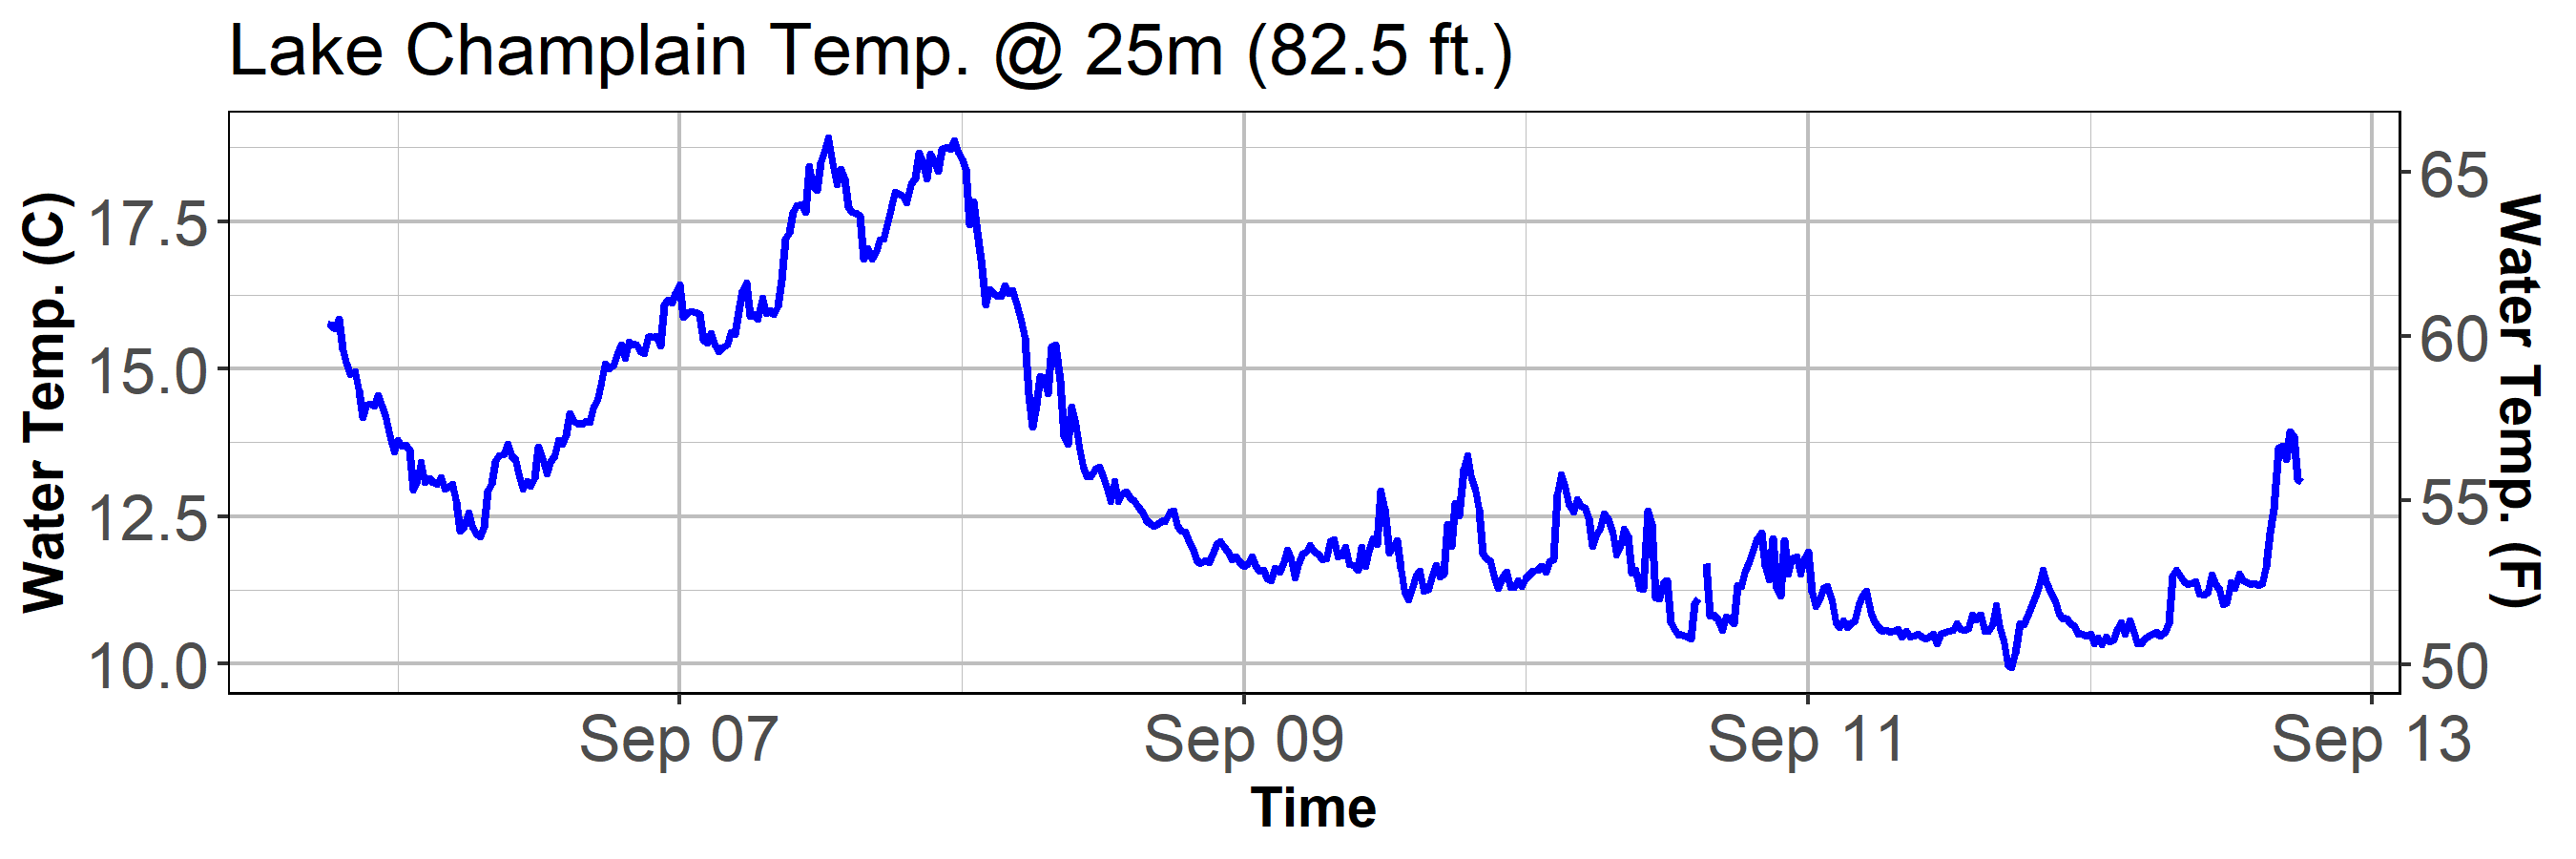 Lake Champlain Temp. @ 25m (82.5 ft.)
Water Temp. (C)
17.5
15.0
12.5
10.0
65
60
55
50
Water Temp. (F)
Sep 07
Sep 09
Sep 11
Sep 13
Time